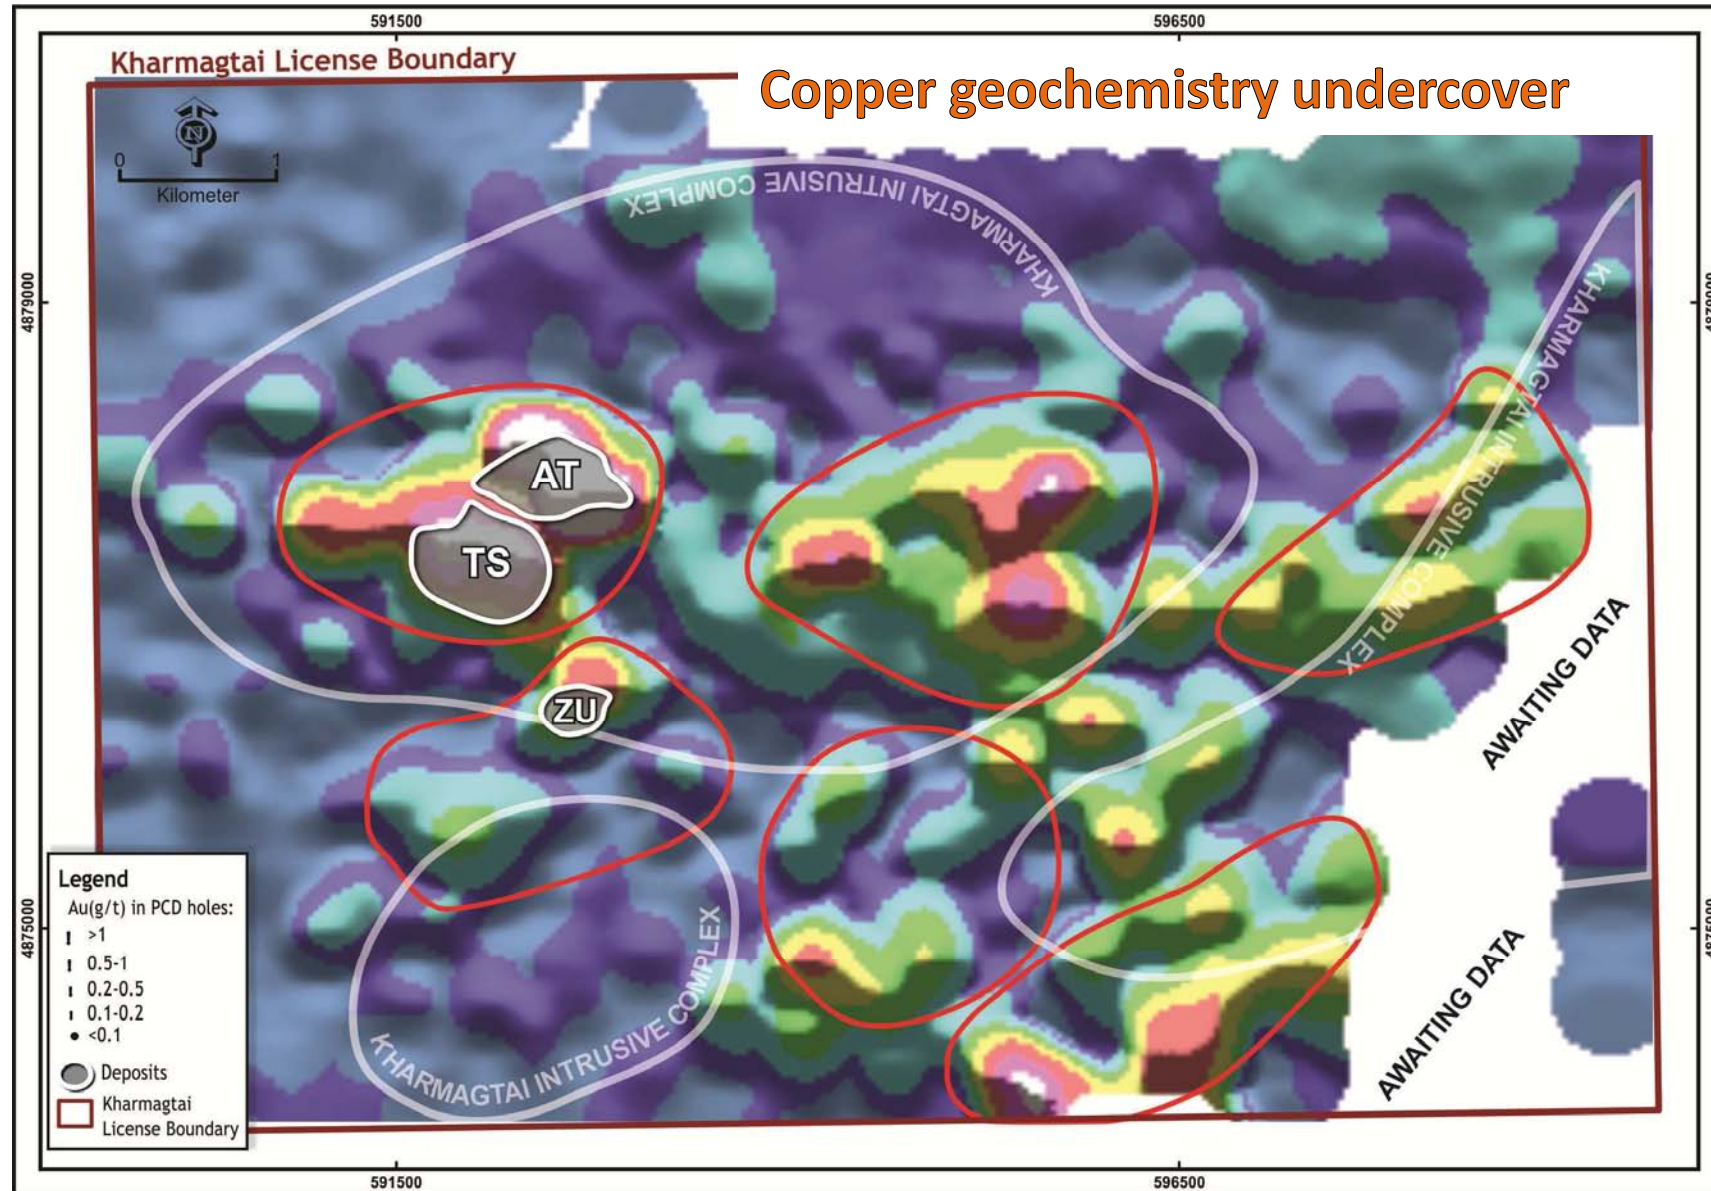 591500
596500
Kharmagtai License Boundary
Copper geochemistry undercover
N
0 1
Kilometer
KHARMAGTAI INTRUSIVE COMPLEX
KHARMAGTAI INTRUSIVE COMPLEX
4879000
4879000
AT
TS
ZU
AWAITING DATA
Legend
Au(g/t) in PCD holes:
>1
0.5-1
0.2-0.5
0.1-0.2
<0.1
Deposits
Kharmagtai
License Boundary
KHARMAGTAI INTRUSIVE COMPLEX
4875000
4875000
AWAITING DATA
591500
596500